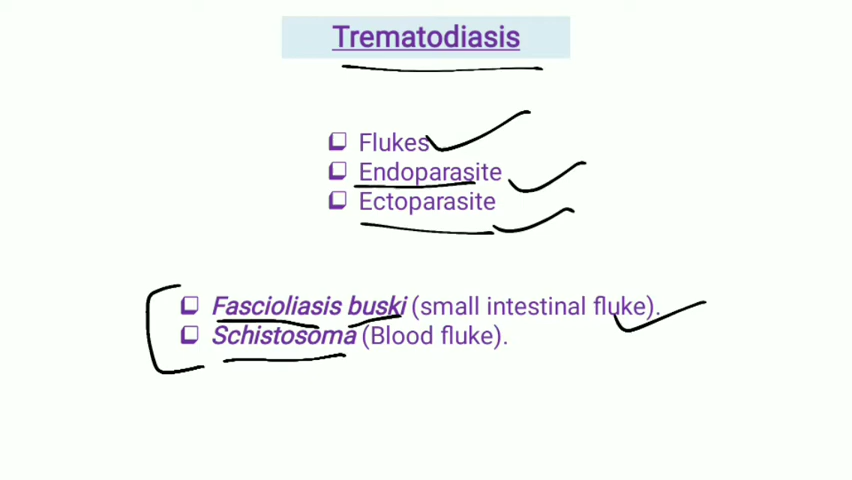 Trematodiasis
Flukes
Endoparasite
Ectoparasite
Fascioliasis buski (small intestinal fluke).
Schistosoma (Blood fluke).